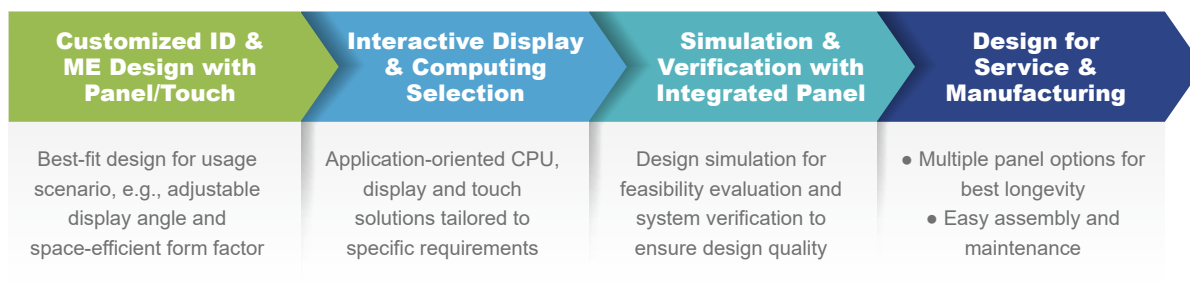 Customized ID &
ME Design with
Panel/Touch
Best-fit design for usage
scenario, e.g., adjustable
display angle and
space-efficient form factor
Interactive Display
& Computing
Selection
Application-oriented CPU,
display and touch
solutions tailored to
specific requirements
Simulation &
Verification with
Integrated Panel
Design simulation for
feasibility evaluation and
system verification to
ensure design quality
Design for
Service &
Manufacturing
● Multiple panel options for
best longevity
● Easy assembly and
maintenance